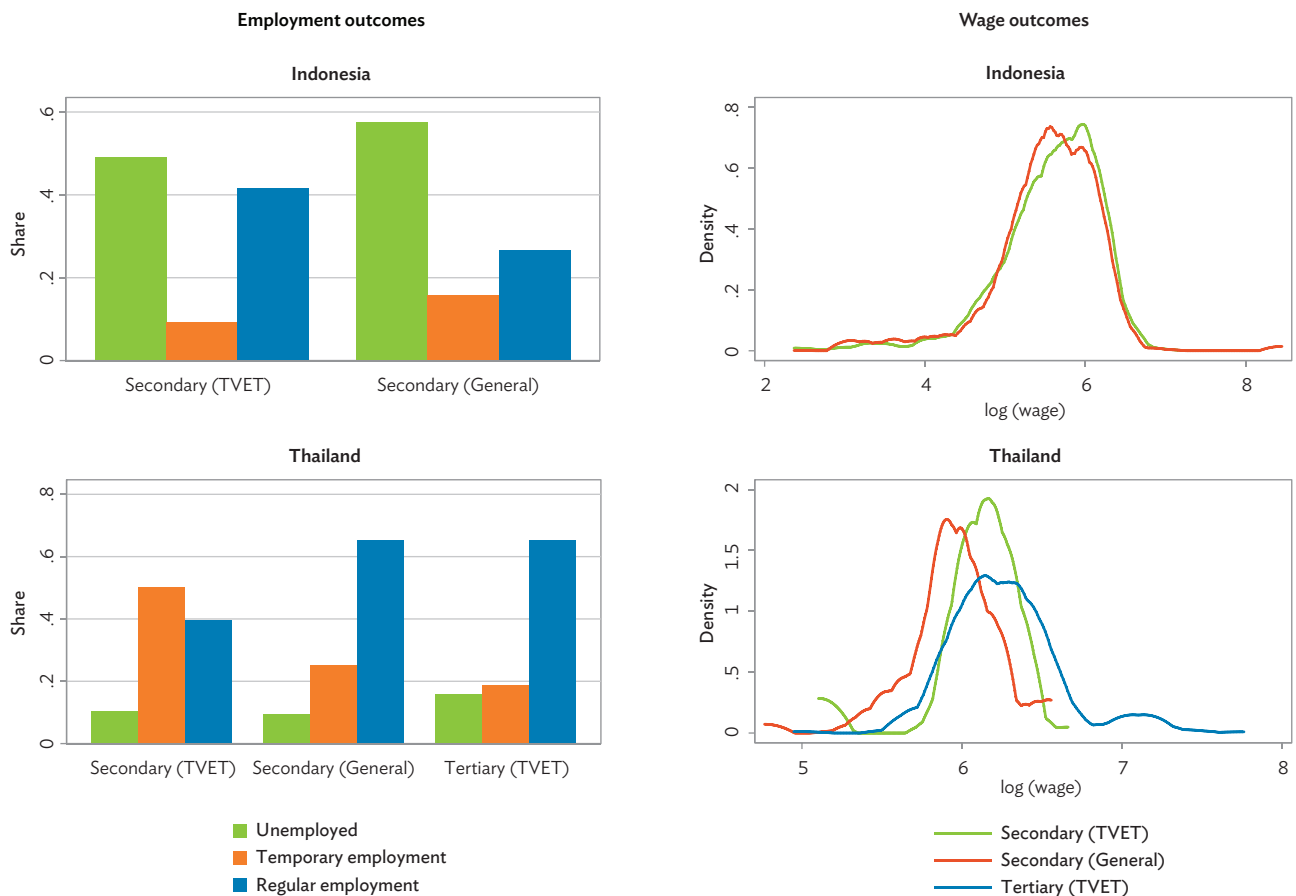 Employment outcomes
Indonesia
Share
.6
.4
.2
0
Secondary (TVET)
Secondary (General)
Thailand
Share
.8
.6
.4
.2
0
Secondary (TVET)
Secondary (General)
Tertiary (TVET)
Unemployed
Temporary employment
Regular employment
Wage outcomes
Indonesia
Density
.8
.6
.4
.2
0
2
4
6
8
log (wage)
Thailand
Density
2
1.5
1
.5
0
5
6
7
8
log (wage)
Secondary (TVET)
Secondary (General)
Tertiary (TVET)